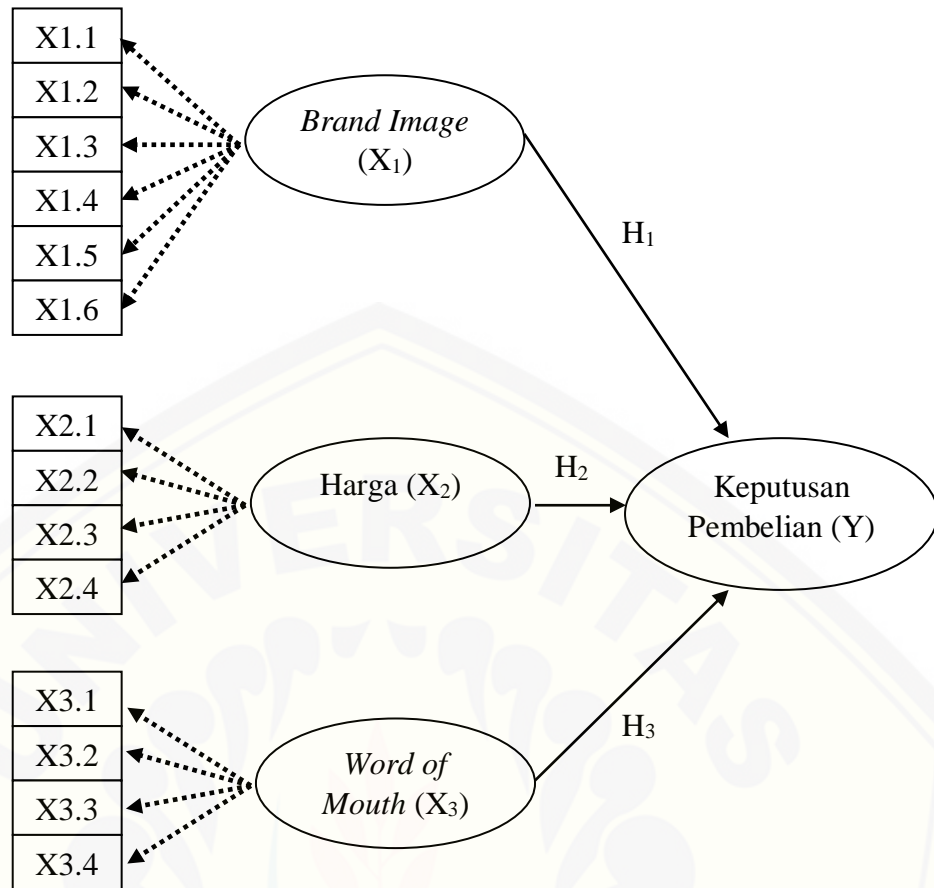 X1.1
X1.2
X1.3
X1.4
X1.5
X1.6
Brand Image
(X₁)
H₁
X2.1
X2.2
X2.3
X2.4
Harga (X₂)
H₂
Keputusan
Pembelian (Y)
X3.1
X3.2
X3.3
X3.4
Word of
Mouth (X₃)
H₃
UNIVERSITAS